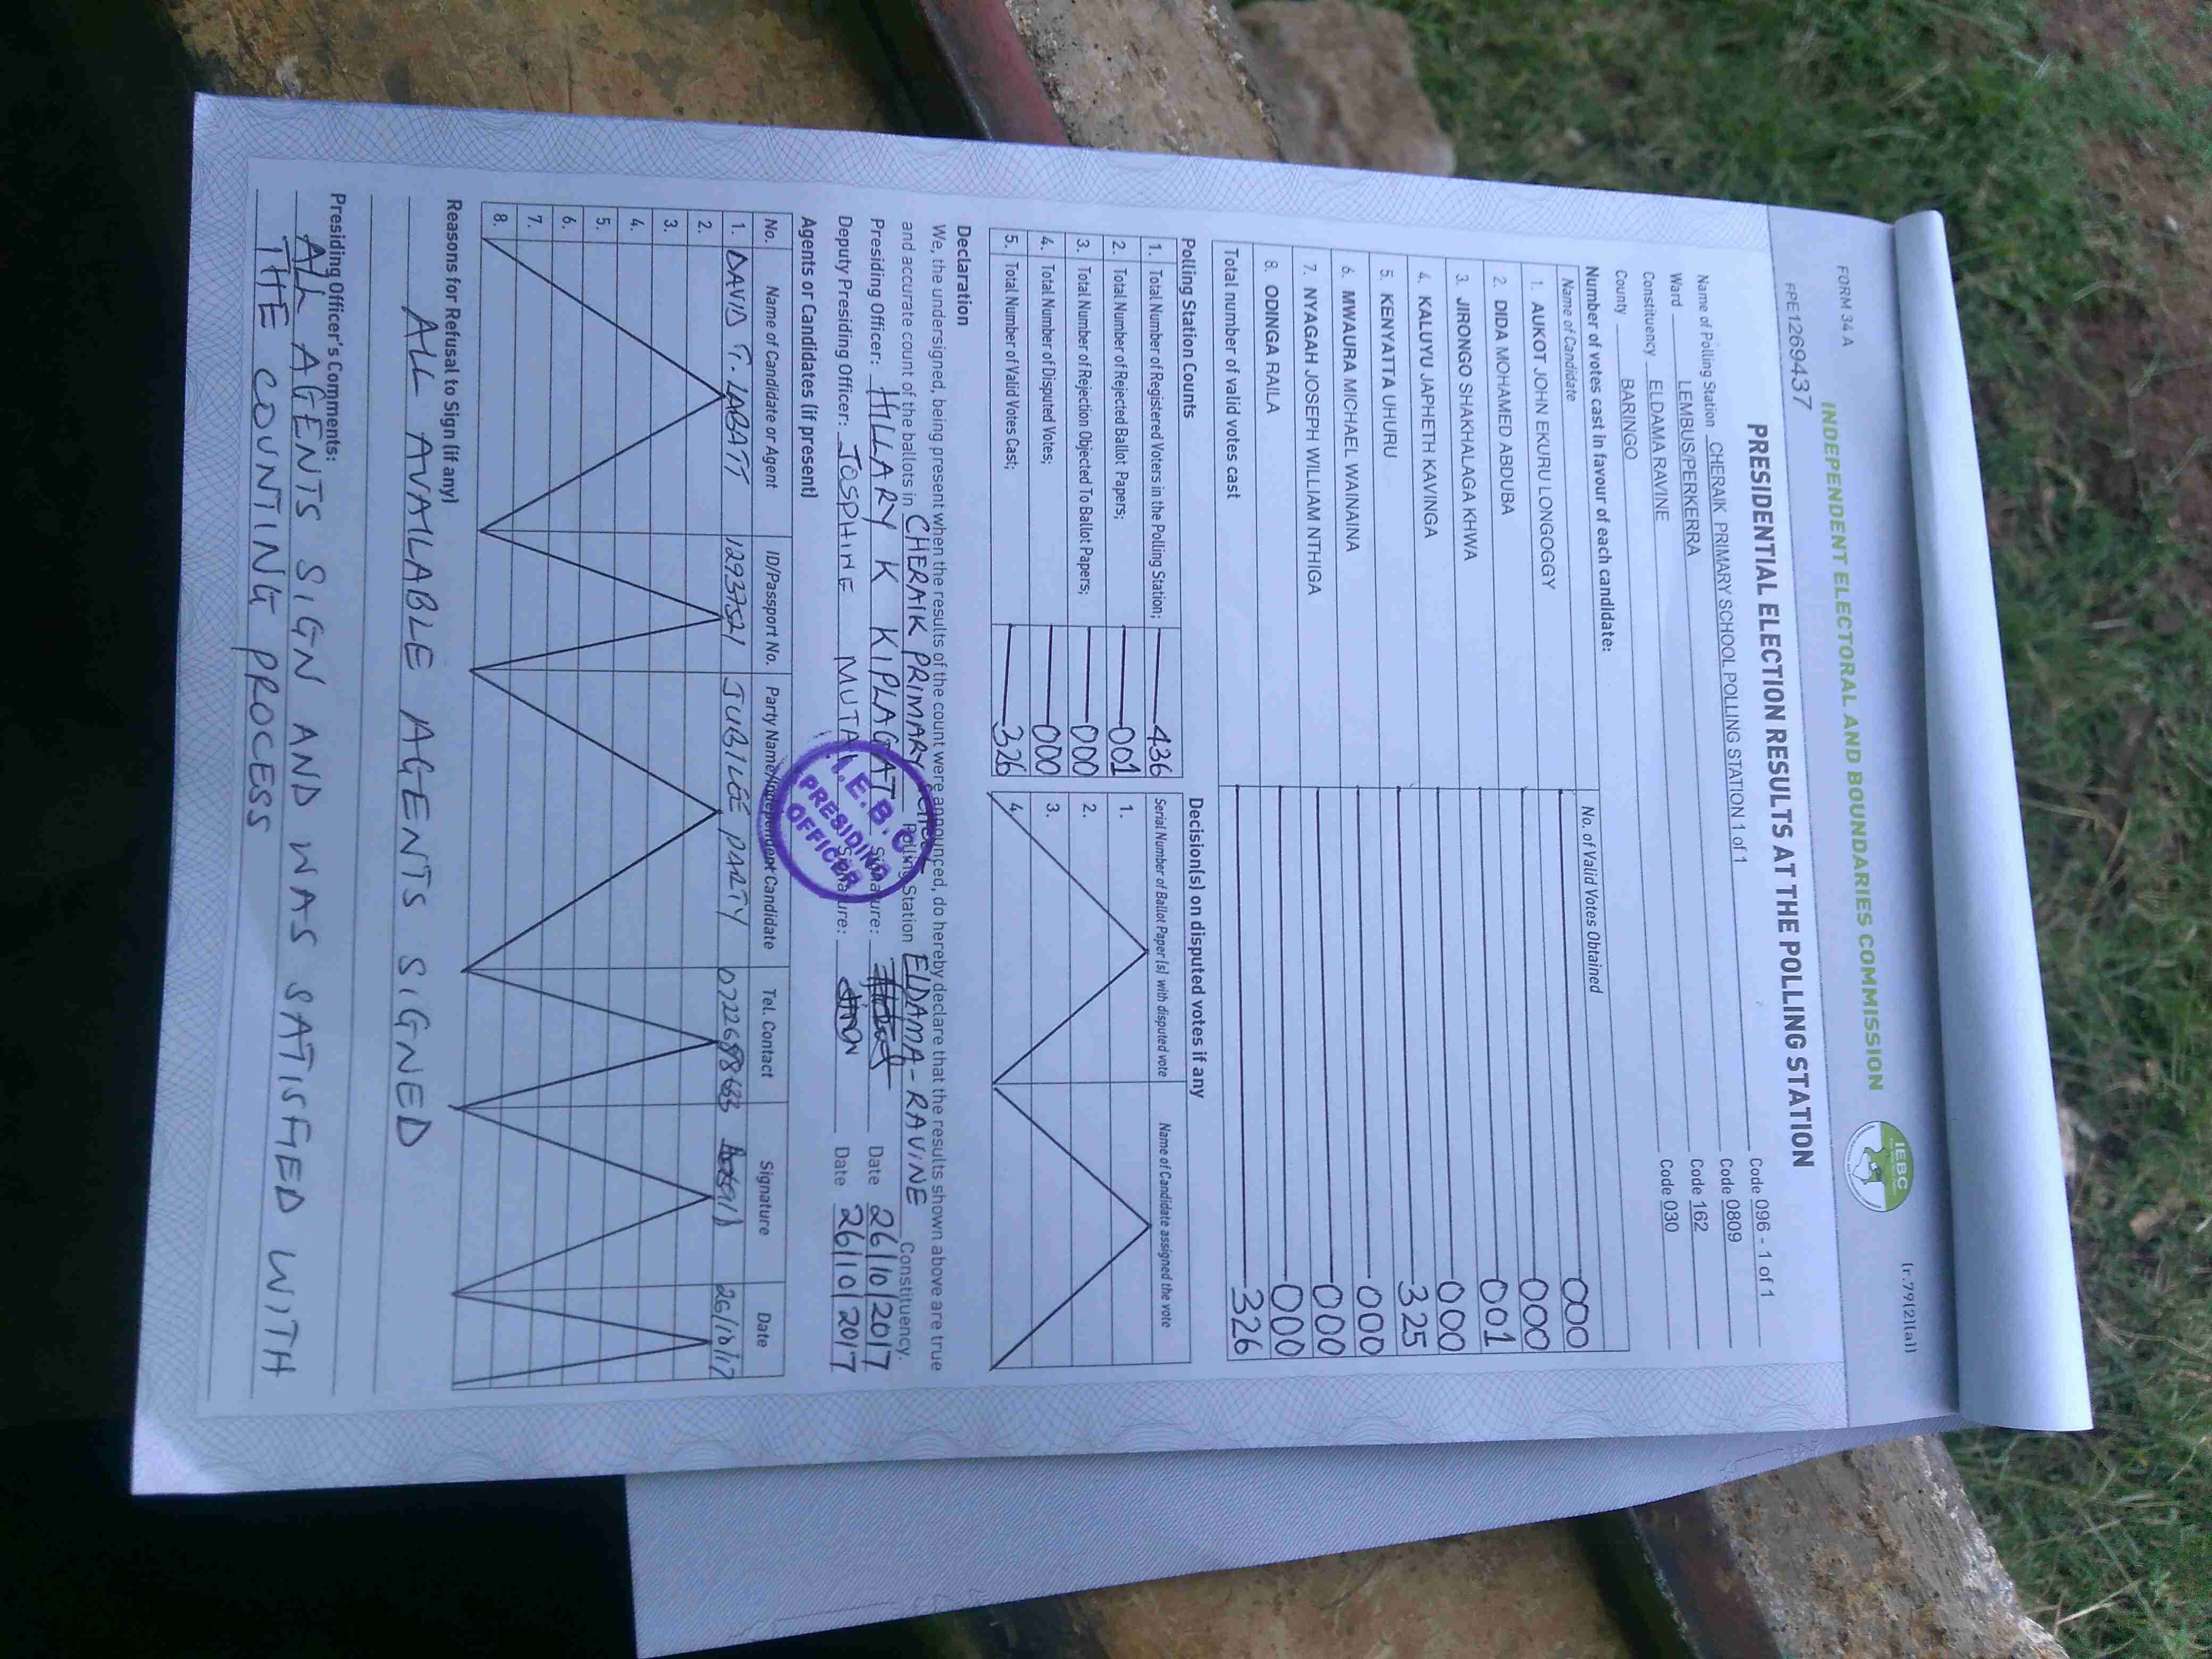 FORM 34 A
(r.79(2)(a))
FPE1269437
INDEPENDENT ELECTORAL AND BOUNDARIES COMMISSION
IEBC
PRESIDENTIAL ELECTION RESULTS AT THE POLLING STATION
Name of Polling Station CHERAIK PRIMARY SCHOOL POLLING STATION 1 of 1 Code 096 - 1 of 1
Ward LEMBUS/PERKERRA Code 0809
Constituency ELDAMA RAVINE Code 162
County BARINGO Code 030
Number of votes cast in favour of each candidate:
Name of Candidate No. of Valid Votes Obtained
1. AUKOT JOHN EKURU LONGOGGY 000
2. DIDA MOHAMED ABDUBA 000
3. JIRONGO SHAKHALAGA KHWA 001
4. KALUYU JAPHETH KAVINGA 000
5. KENYATTA UHURU 325
6. MWAURA MICHAEL WAINAINA 000
7. NYAGAH JOSEPH WILLIAM NTHIGA 000
8. ODINGA RAILA 000
Total number of valid votes cast 326
Polling Station Counts
1. Total Number of Registered Voters in the Polling Station; 436
2. Total Number of Rejected Ballot Papers; 001
3. Total Number of Rejection Objected To Ballot Papers; 000
4. Total Number of Disputed Votes; 000
5. Total Number of Valid Votes Cast; 326
Decision(s) on disputed votes if any
Serial Number of Ballot Paper(s) with disputed vote Name of Candidate assigned the vote
1.
2.
3.
4.
Declaration
We, the undersigned, being present when the results of the count were announced, do hereby declare that the results shown above are true
and accurate count of the ballots in CHERAIK PRIMARY Polling Station ELDAMA-RAVINE Constituency.
Presiding Officer: HILLARY K KIPLAGAT Signature: Date 26/10/2017
Deputy Presiding Officer: JOSPHINE MUTAI Signature: Date 26/10/2017
I.E.B.C
PRESIDING
OFFICER
Agents or Candidates (if present)
No. Name of Candidate or Agent ID/Passport No. Party Name/Independent Candidate Tel. Contact Signature Date
1. DAVID LABATT JUBILEE PARTY 26/10/17
2.
3.
4.
5.
6.
7.
8.
Reasons for Refusal to Sign (if any)
ALL AVAILABLE AGENTS SIGNED
Presiding Officer's Comments:
ALL AGENTS SIGN AND WAS SATISFIED WITH
THE COUNTING PROCESS